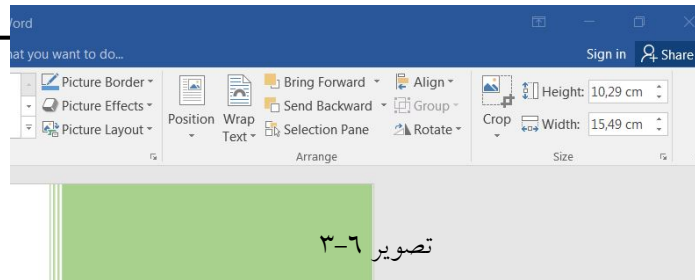 Word
hat you want to do...
Sign in Share
Picture Border Bring Forward Align Height: 10,29 cm
Picture Effects Send Backward Group Width: 15,49 cm
Picture Layout Position Wrap Text Selection Pane Rotate Crop
Arrange Size
تصویر ٦-٣